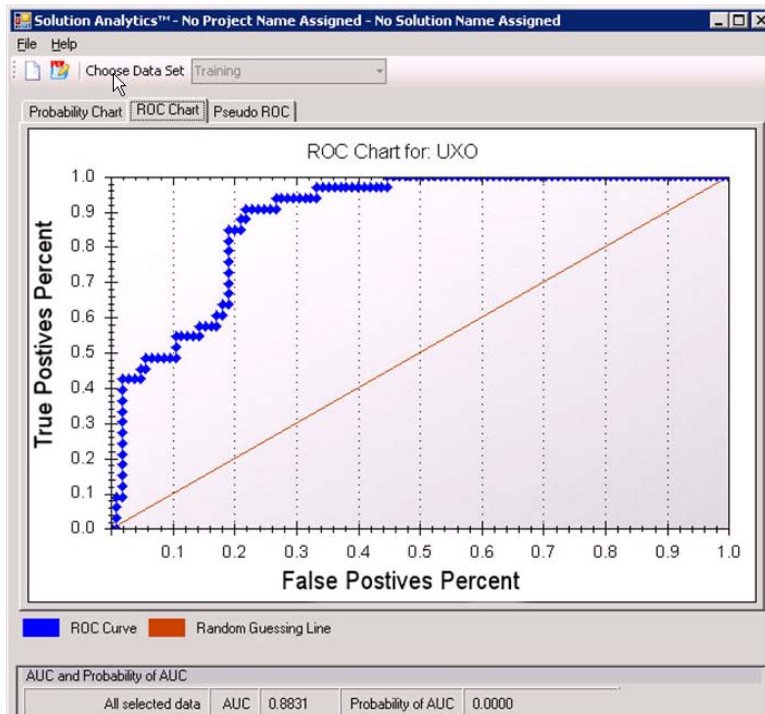 Solution Analytics™ - No Project Name Assigned - No Solution Name Assigned
File Help
Choose Data Set Training
Probability Chart ROC Chart Pseudo ROC
ROC Chart for: UXO
True Postives Percent
1.0
0.9
0.8
0.7
0.6
0.5
0.4
0.3
0.2
0.1
0.0
0.1 0.2 0.3 0.4 0.5 0.6 0.7 0.8 0.9 1.0
False Postives Percent
ROC Curve Random Guessing Line
AUC and Probability of AUC
All selected data AUC 0.8831 Probability of AUC 0.0000